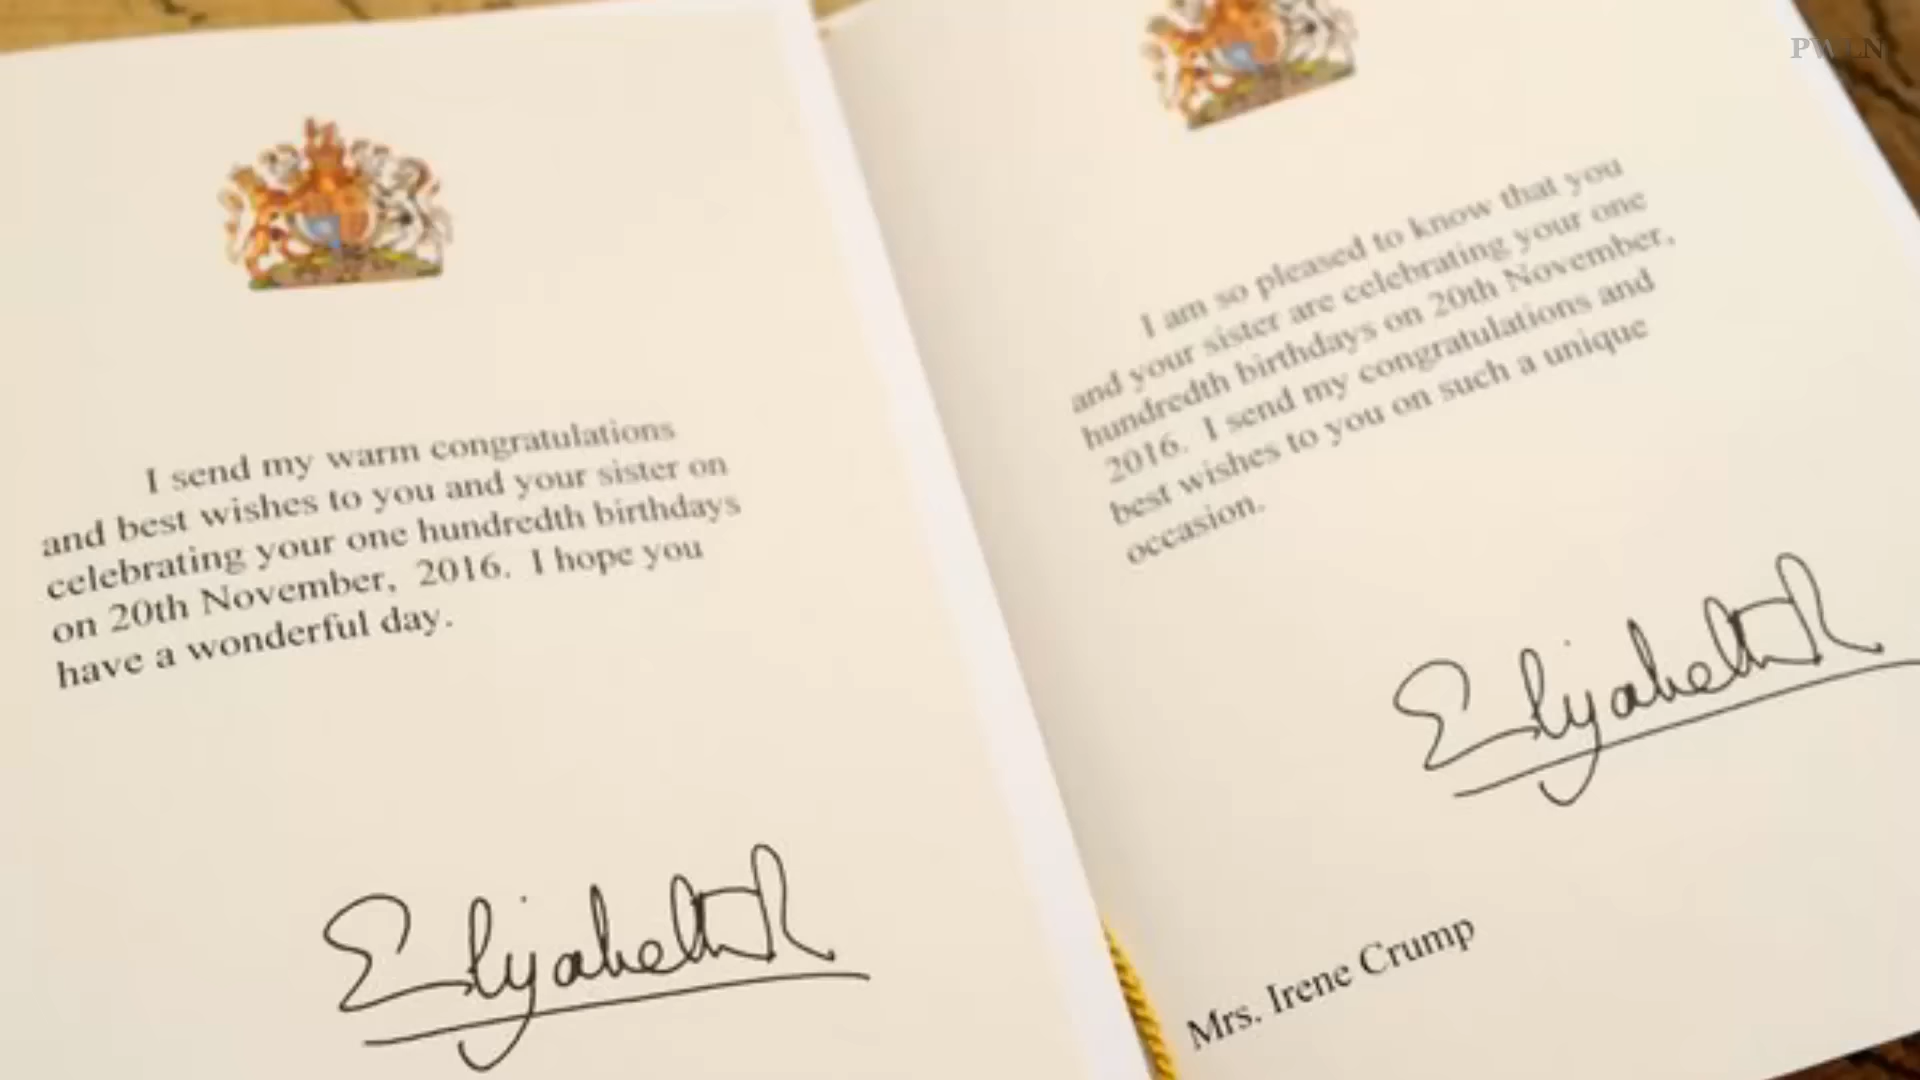 I send my warm congratulations
and best wishes to you and your sister on
celebrating your one hundredth birthdays
on 20th November, 2016. I hope you
have a wonderful day.
Elizabeth R
I am so pleased to know that you
and your sister are celebrating your one
hundredth birthdays on 20th November,
2016. I send my congratulations and
best wishes to you on such a unique
occasion.
Elizabeth R
Mrs. Irene Crump